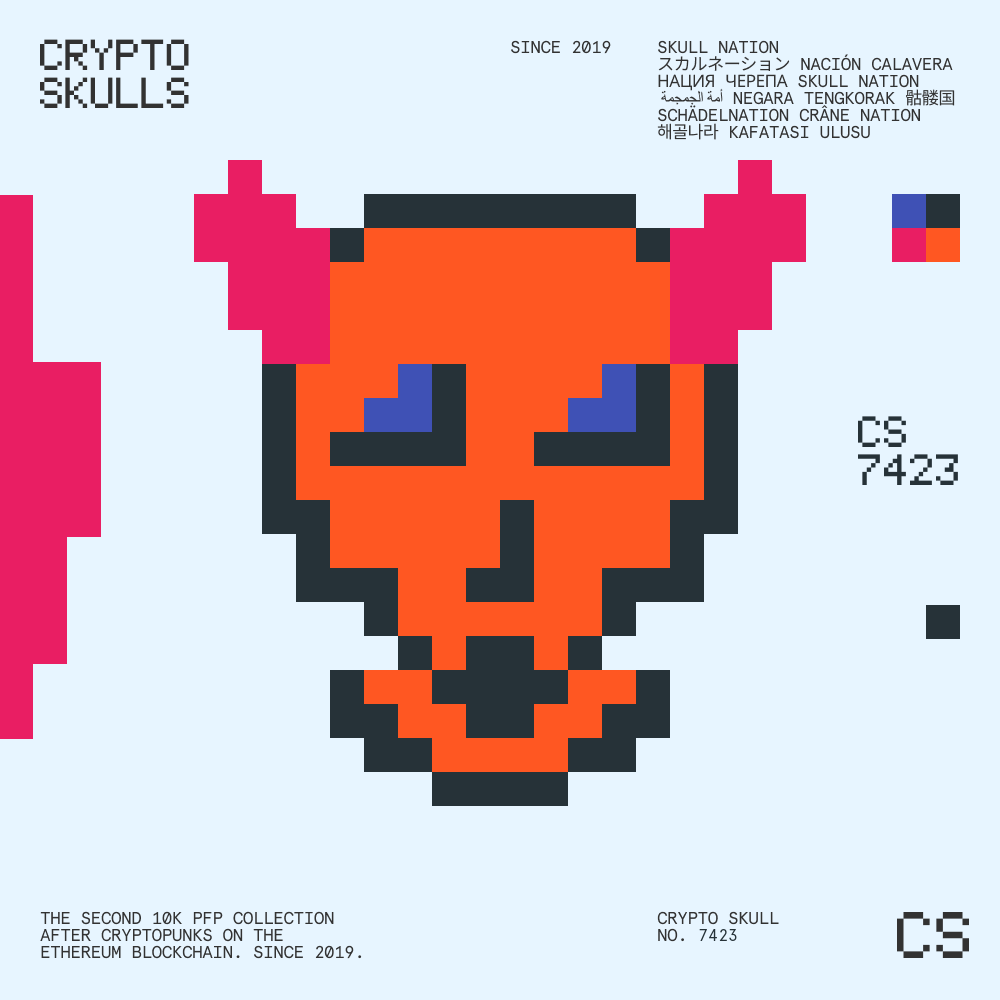 CRYPTO
SKULLS
SINCE 2019
SKULL NATION
スカルネーション NACIÓN CALAVERA
НАЦИЯ ЧЕРЕПА SKULL NATION
أمة الجمجمة NEGARA TENGKORAK 骷髅国
SCHÄDELNATION CRÂNE NATION
해골나라 KAFATASI ULUSU
CS
7423
THE SECOND 10K PFP COLLECTION
AFTER CRYPTOPUNKS ON THE
ETHEREUM BLOCKCHAIN. SINCE 2019.
CRYPTO SKULL
NO. 7423
CS